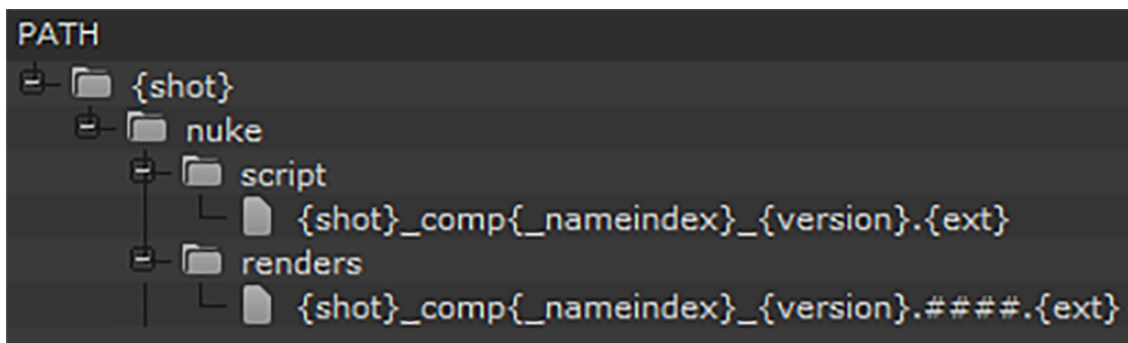 PATH
{shot}
nuke
script
{shot}_comp{_nameindex}_{version}.{ext}
renders
{shot}_comp{_nameindex}_{version}.####.{ext}